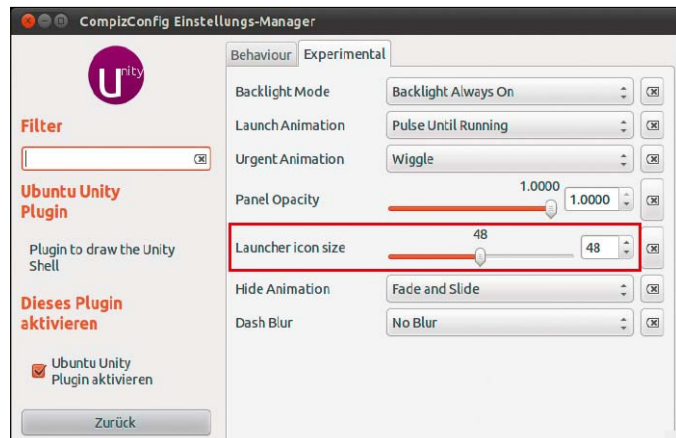 CompizConfig Einstellungs-Manager
Unity
Filter
Ubuntu Unity
Plugin
Plugin to draw the Unity
Shell
Dieses Plugin
aktivieren
Ubuntu Unity
Plugin aktivieren
Zurück
Behaviour Experimental
Backlight Mode Backlight Always On
Launch Animation Pulse Until Running
Urgent Animation Wiggle
Panel Opacity 1.0000 1.0000
Launcher icon size 48 48
Hide Animation Fade and Slide
Dash Blur No Blur